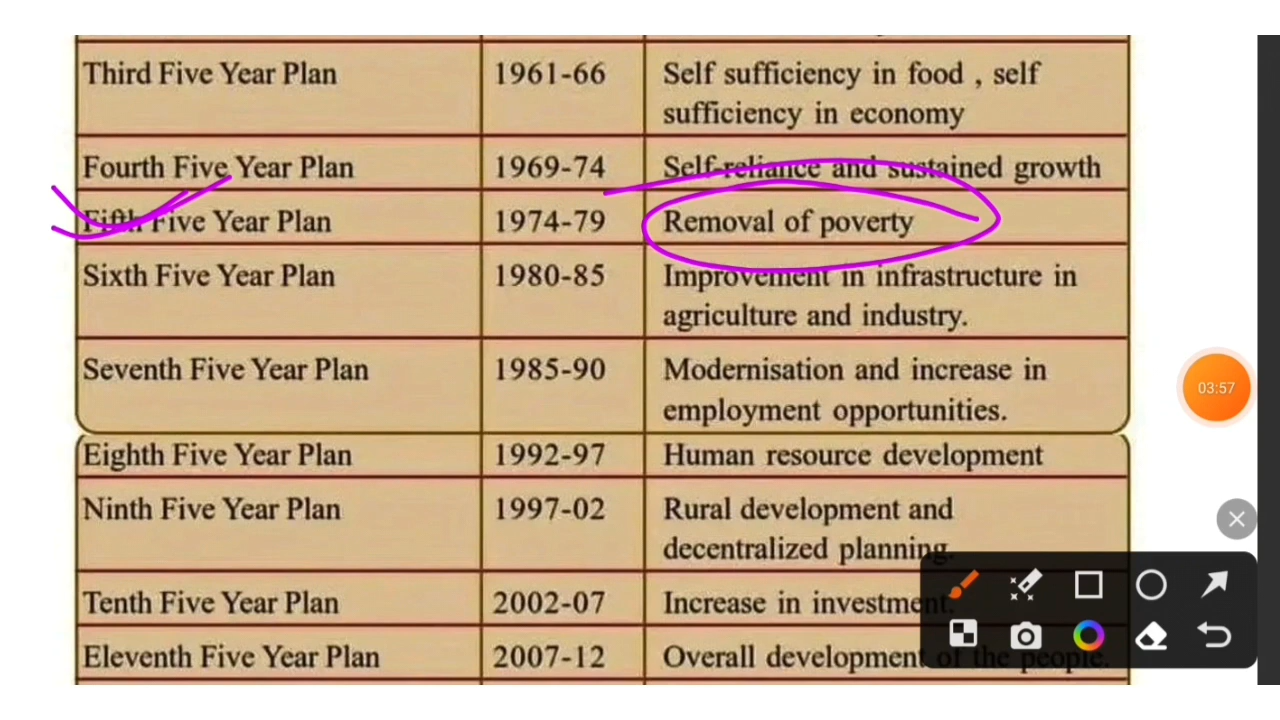 Third Five Year Plan 1961-66 Self sufficiency in food , self
sufficiency in economy
Fourth Five Year Plan 1969-74 Self-reliance and sustained growth
Fifth Five Year Plan 1974-79 Removal of poverty
Sixth Five Year Plan 1980-85 Improvement in infrastructure in
agriculture and industry.
Seventh Five Year Plan 1985-90 Modernisation and increase in
employment opportunities.
Eighth Five Year Plan 1992-97 Human resource development
Ninth Five Year Plan 1997-02 Rural development and
decentralized planning.
Tenth Five Year Plan 2002-07 Increase in investment.
Eleventh Five Year Plan 2007-12 Overall development of the people.
03:57